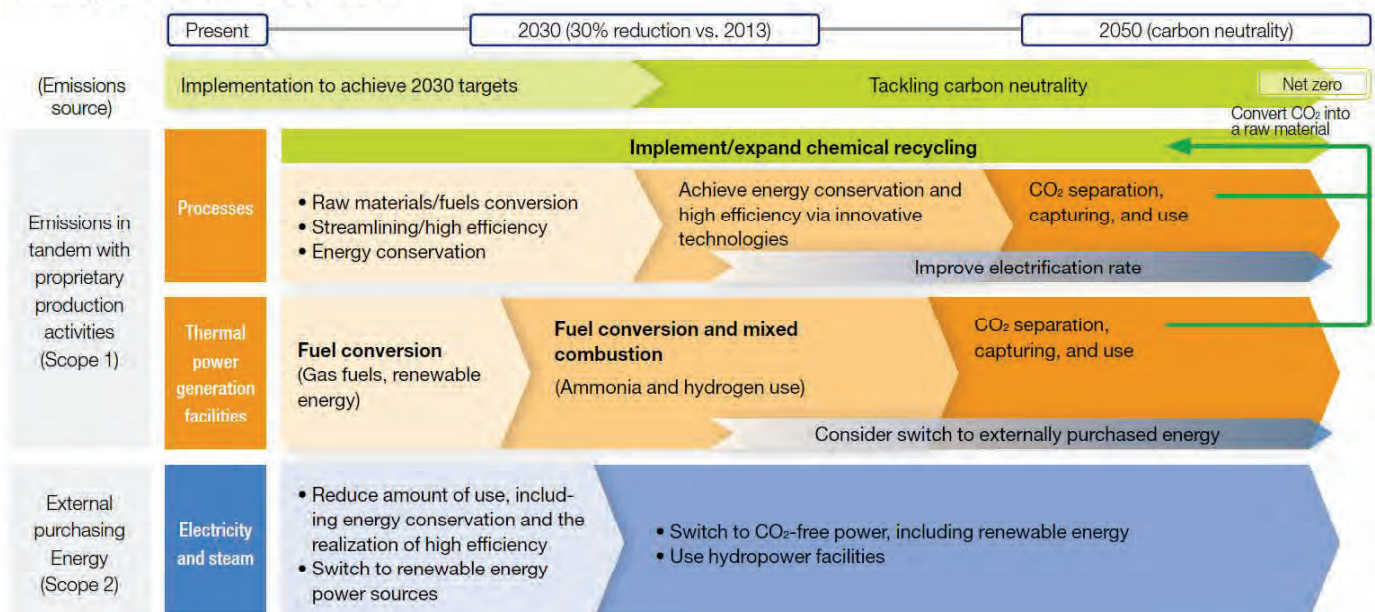 Present
2030 (30% reduction vs. 2013)
2050 (carbon neutrality)
(Emissions
source)
Implementation to achieve 2030 targets
Tackling carbon neutrality
Net zero
Convert CO₂ into
a raw material
Emissions in
tandem with
proprietary
production
activities
(Scope 1)
Processes
Implement/expand chemical recycling
• Raw materials/fuels conversion
• Streamlining/high efficiency
• Energy conservation
Achieve energy conservation and
high efficiency via innovative
technologies
CO₂ separation,
capturing, and use
Improve electrification rate
Thermal
power
generation
facilities
Fuel conversion
(Gas fuels, renewable
energy)
Fuel conversion and mixed
combustion
(Ammonia and hydrogen use)
CO₂ separation,
capturing, and use
Consider switch to externally purchased energy
External
purchasing
Energy
(Scope 2)
Electricity
and steam
• Reduce amount of use, includ-
ing energy conservation and the
realization of high efficiency
• Switch to renewable energy
power sources
• Switch to CO₂-free power, including renewable energy
• Use hydropower facilities